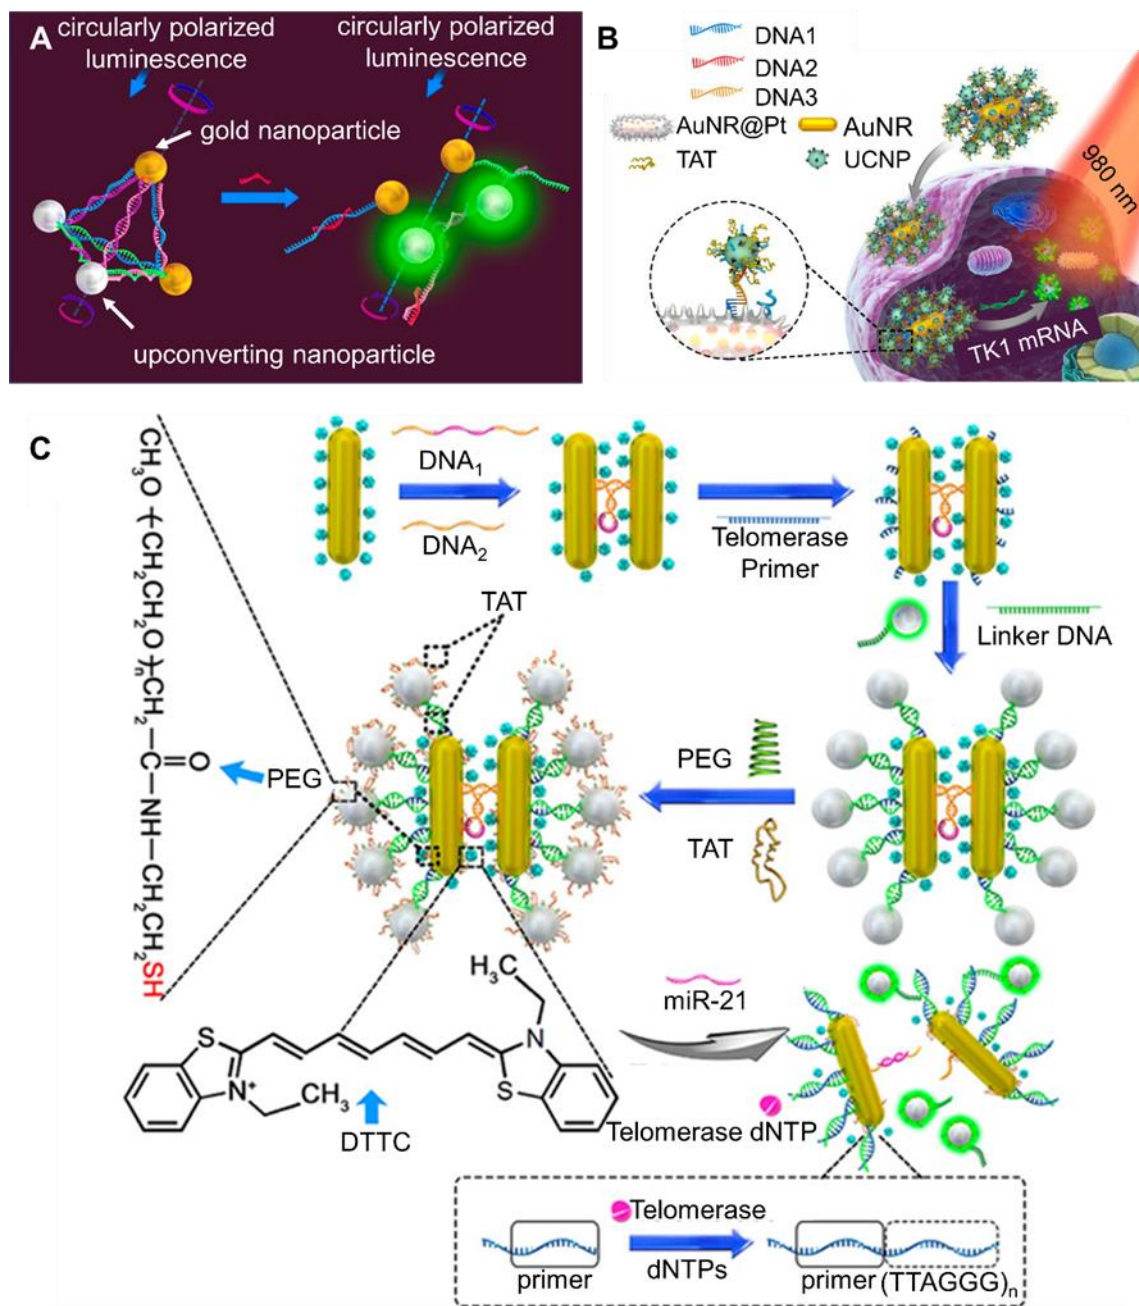 A
circularly polarized
luminescence
circularly polarized
luminescence
gold nanoparticle
upconverting nanoparticle
B
DNA1
DNA2
DNA3
AuNR@Pt
AuNR
TAT
UCNP
980 nm
TK1 mRNA
C
DNA₁
DNA₂
Telomerase
Primer
Linker DNA
TAT
PEG
TAT
CH₃O(CH₂CH₂O)ₙCH₂-C-NH-CH₂CH₂SH
O
PEG
H₃C
N
S
S
N⁺
CH₃
DTTC
miR-21
Telomerase dNTP
Telomerase
dNTPs
primer
primer (TTAGGG)ₙ